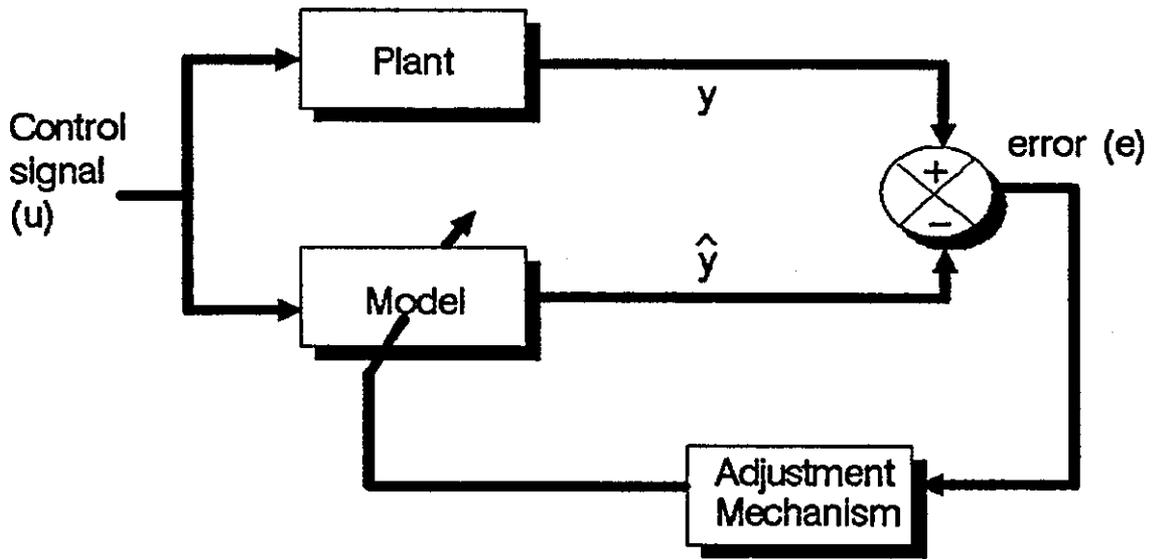 Plant
y
Control
signal
(u)
error (e)
+
−
ŷ
Model
Adjustment
Mechanism